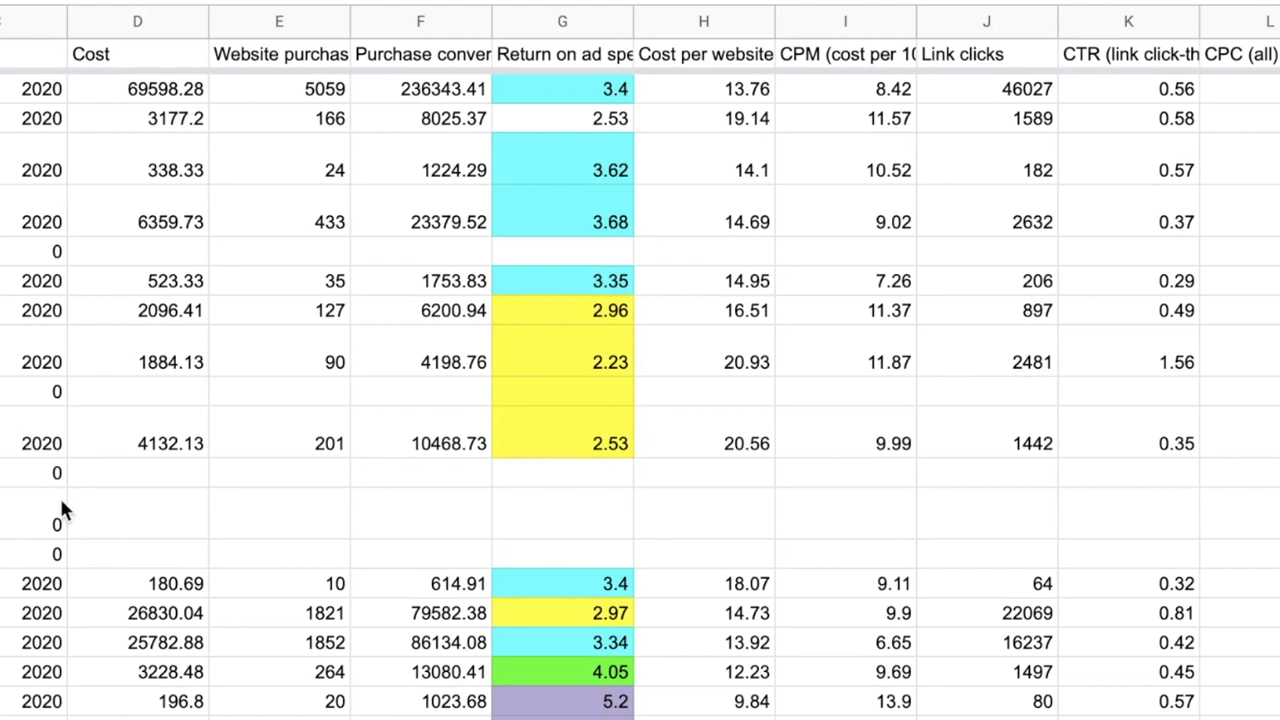 D E F G H I J K L
Cost Website purchas Purchase conver Return on ad spe Cost per website CPM (cost per 10 Link clicks CTR (link click-th CPC (all)
2020 69598.28 5059 236343.41 3.4 13.76 8.42 46027 0.56
2020 3177.2 166 8025.37 2.53 19.14 11.57 1589 0.58
2020 338.33 24 1224.29 3.62 14.1 10.52 182 0.57
2020 6359.73 433 23379.52 3.68 14.69 9.02 2632 0.37
0
2020 523.33 35 1753.83 3.35 14.95 7.26 206 0.29
2020 2096.41 127 6200.94 2.96 16.51 11.37 897 0.49
2020 1884.13 90 4198.76 2.23 20.93 11.87 2481 1.56
0
2020 4132.13 201 10468.73 2.53 20.56 9.99 1442 0.35
0
0
0
2020 180.69 10 614.91 3.4 18.07 9.11 64 0.32
2020 26830.04 1821 79582.38 2.97 14.73 9.9 22069 0.81
2020 25782.88 1852 86134.08 3.34 13.92 6.65 16237 0.42
2020 3228.48 264 13080.41 4.05 12.23 9.69 1497 0.45
2020 196.8 20 1023.68 5.2 9.84 13.9 80 0.57